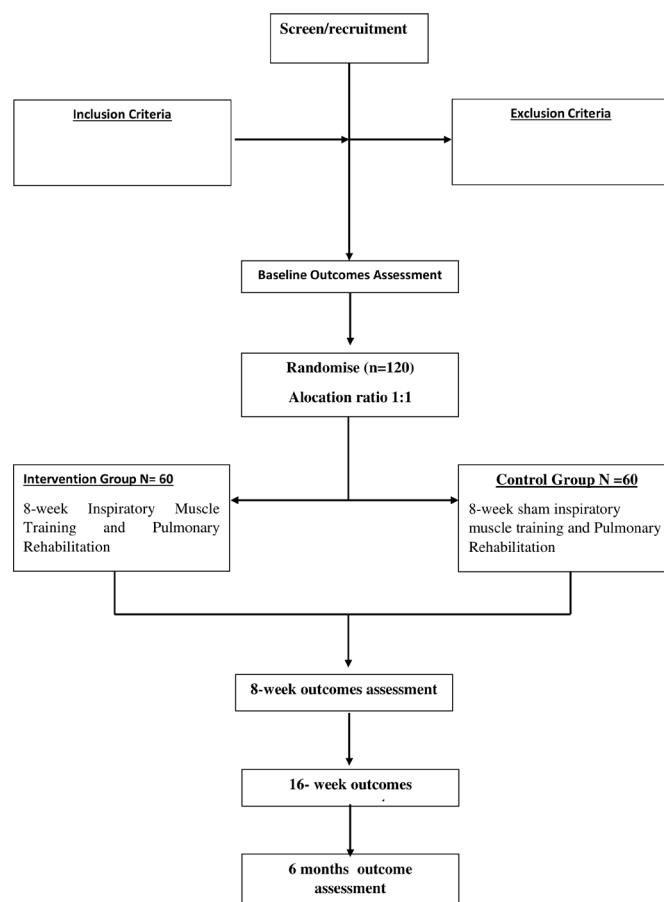 Screen/recruitment
Inclusion Criteria
Exclusion Criteria
Baseline Outcomes Assessment
Randomise (n=120)
Alocation ratio 1:1
Intervention Group N= 60
8-week Inspiratory Muscle
Training and Pulmonary
Rehabilitation
Control Group N =60
8-week sham inspiratory
muscle training and Pulmonary
Rehabilitation
8-week outcomes assessment
16- week outcomes
6 months outcome
assessment